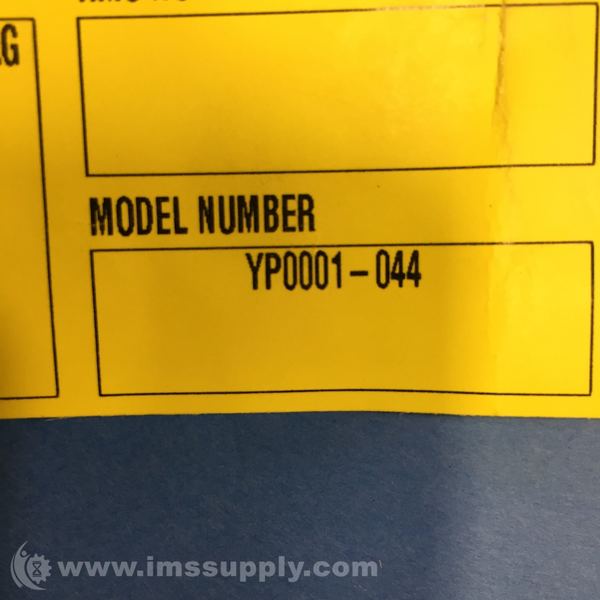 G
MODEL NUMBER
YP0001-044
www.imssupply.com